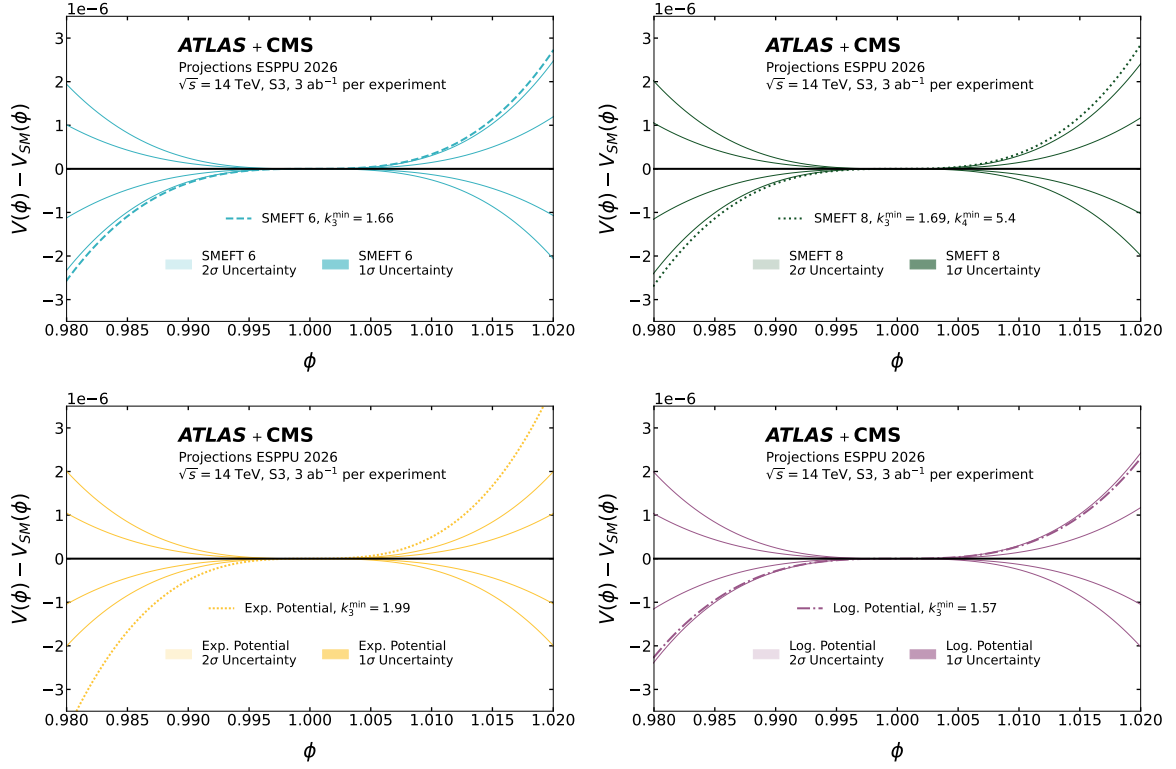 1e−6
ATLAS + CMS
Projections ESPPU 2026
√s = 14 TeV, S3, 3 ab⁻¹ per experiment
V(ϕ) − V_SM(ϕ)
3
2
1
0
−1
−2
−3
SMEFT 6, k₃^min = 1.66
SMEFT 6
2σ Uncertainty
SMEFT 6
1σ Uncertainty
0.980 0.985 0.990 0.995 1.000 1.005 1.010 1.015 1.020
ϕ
1e−6
ATLAS + CMS
Projections ESPPU 2026
√s = 14 TeV, S3, 3 ab⁻¹ per experiment
V(ϕ) − V_SM(ϕ)
3
2
1
0
−1
−2
−3
SMEFT 8, k₃^min = 1.69, k₄^min = 5.4
SMEFT 8
2σ Uncertainty
SMEFT 8
1σ Uncertainty
0.980 0.985 0.990 0.995 1.000 1.005 1.010 1.015 1.020
ϕ
1e−6
ATLAS + CMS
Projections ESPPU 2026
√s = 14 TeV, S3, 3 ab⁻¹ per experiment
V(ϕ) − V_SM(ϕ)
3
2
1
0
−1
−2
−3
Exp. Potential, k₃^min = 1.99
Exp. Potential
2σ Uncertainty
Exp. Potential
1σ Uncertainty
0.980 0.985 0.990 0.995 1.000 1.005 1.010 1.015 1.020
ϕ
1e−6
ATLAS + CMS
Projections ESPPU 2026
√s = 14 TeV, S3, 3 ab⁻¹ per experiment
V(ϕ) − V_SM(ϕ)
3
2
1
0
−1
−2
−3
Log. Potential, k₃^min = 1.57
Log. Potential
2σ Uncertainty
Log. Potential
1σ Uncertainty
0.980 0.985 0.990 0.995 1.000 1.005 1.010 1.015 1.020
ϕ